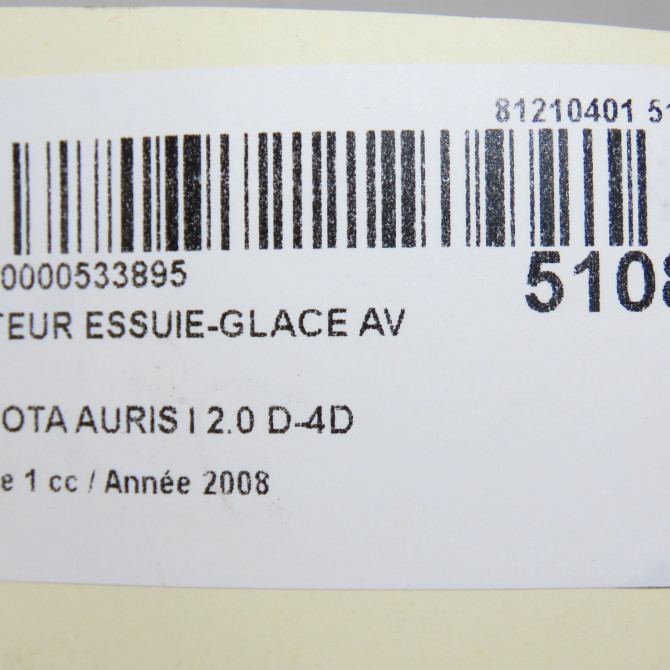 81210401 51
0000533895
5108
TEUR ESSUIE-GLACE AV
OTA AURIS I 2.0 D-4D
e 1 cc / Année 2008